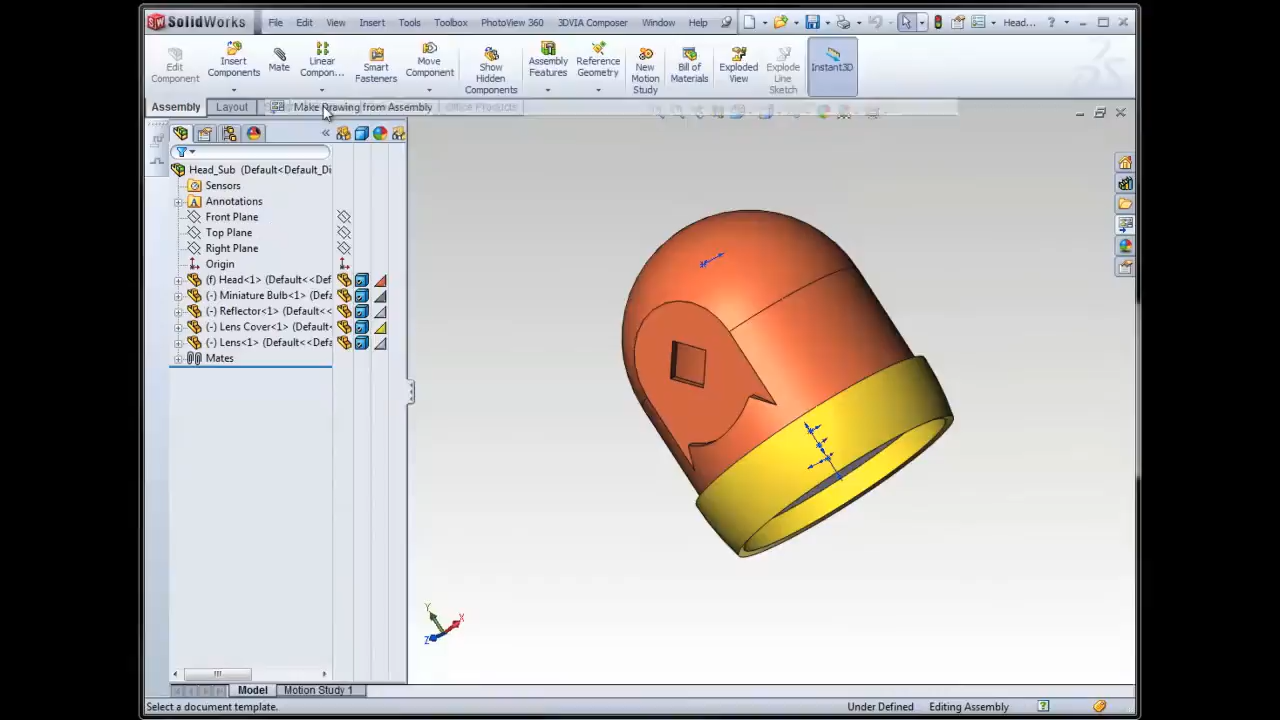 SolidWorks File Edit View Insert Tools Toolbox PhotoView 360 3DVIA Composer Window Help Head... ?
Edit Component
Insert Components
Mate
Linear Compon...
Smart Fasteners
Move Component
Show Hidden Components
Assembly Features
Reference Geometry
New Motion Study
Bill of Materials
Exploded View
Explode Line Sketch
Instant3D
Assembly Layout Make Drawing from Assembly Office Products
Head_Sub (Default<Default_Di
Sensors
Annotations
Front Plane
Top Plane
Right Plane
Origin
(f) Head<1> (Default<<Def
(-) Miniature Bulb<1> (Defa
(-) Reflector<1> (Default<<
(-) Lens Cover<1> (Default<
(-) Lens<1> (Default<<Defa
Mates
Y
X
Z
Model Motion Study 1
Select a document template. Under Defined Editing Assembly